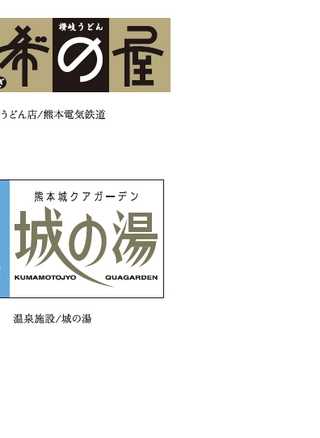 讃岐うどん
希の屋
うどん店/熊本電気鉄道
熊本城クアガーデン
城の湯
KUMAMOTOJYO QUAGARDEN
温泉施設/城の湯